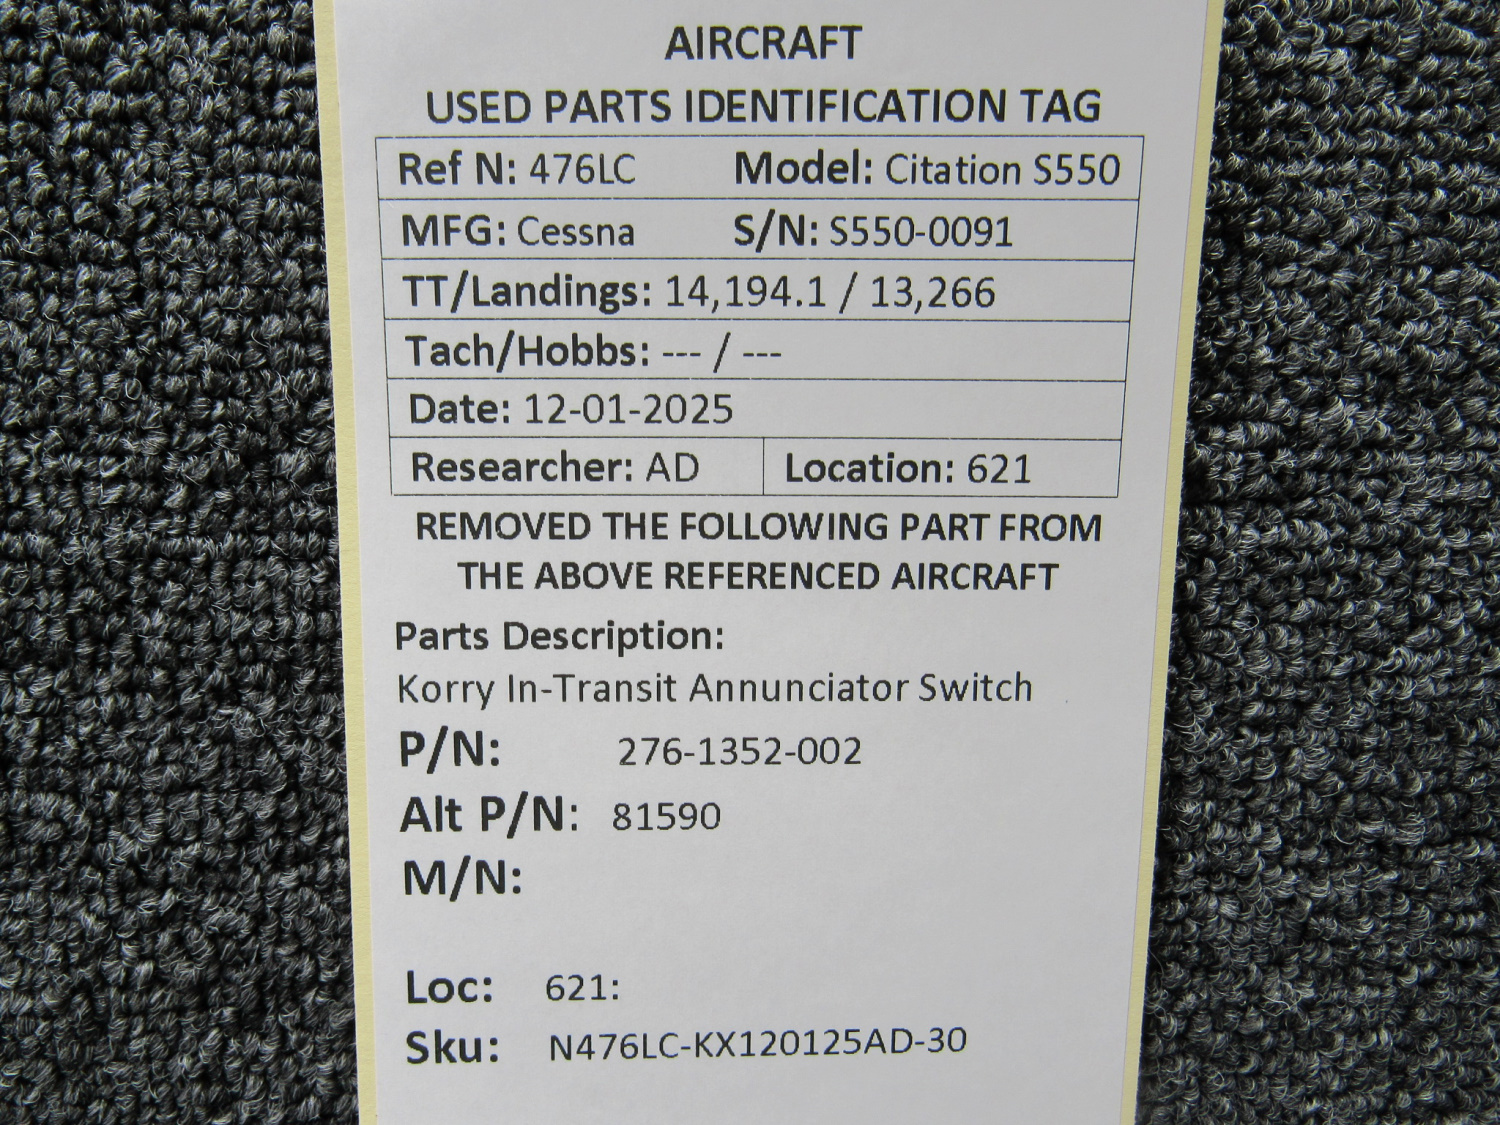 AIRCRAFT
USED PARTS IDENTIFICATION TAG
Ref N: 476LC Model: Citation S550
MFG: Cessna S/N: S550-0091
TT/Landings: 14,194.1 / 13,266
Tach/Hobbs: --- / ---
Date: 12-01-2025
Researcher: AD Location: 621
REMOVED THE FOLLOWING PART FROM
THE ABOVE REFERENCED AIRCRAFT
Parts Description:
Korry In-Transit Annunciator Switch
P/N: 276-1352-002
Alt P/N: 81590
M/N:
Loc: 621:
Sku: N476LC-KX120125AD-30